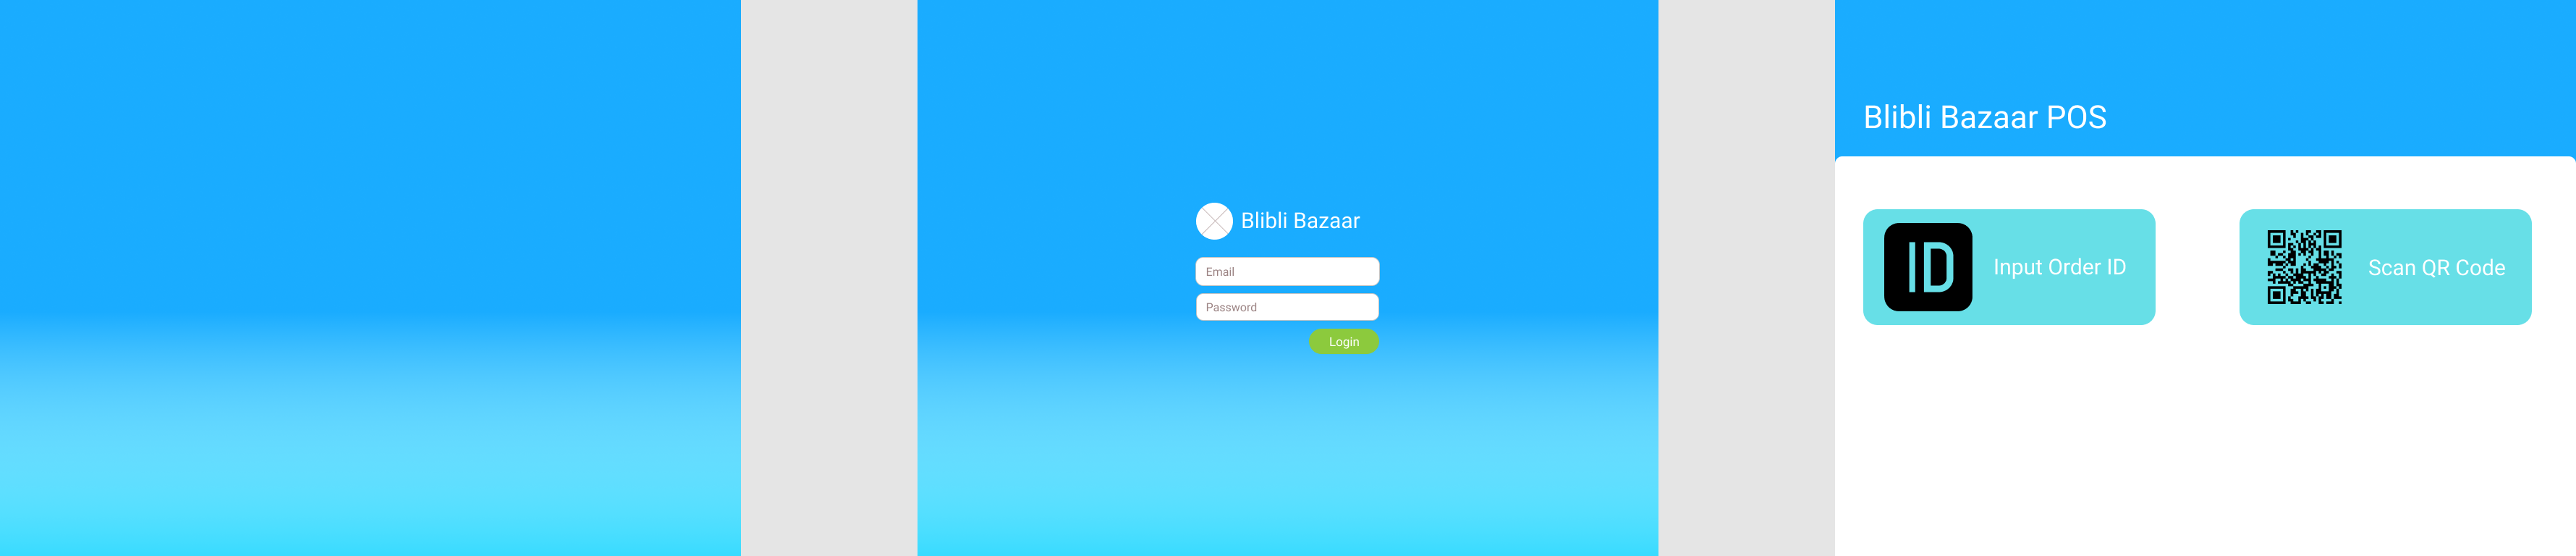 Blibli Bazaar
Email
Password
Login
Blibli Bazaar POS
ID
Input Order ID
Scan QR Code